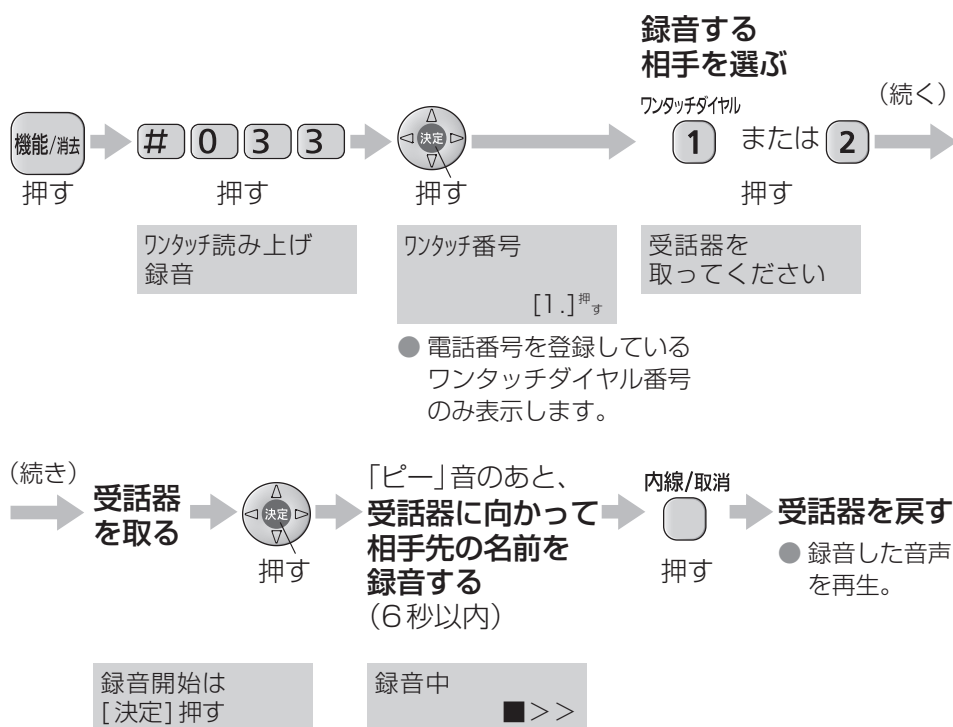 録音する
相手を選ぶ
ワンタッチダイヤル
（続く）
機能/消去
# 0 3 3
決定
1 または 2
押す
押す
押す
押す
ワンタッチ読み上げ
録音
ワンタッチ番号
[1.]押す
受話器を
取ってください
● 電話番号を登録している
ワンタッチダイヤル番号
のみ表示します。
（続き）
受話器
を取る
決定
押す
「ピー」音のあと、
受話器に向かって
相手先の名前を
録音する
（6秒以内）
内線/取消
押す
受話器を戻す
● 録音した音声
を再生。
録音開始は
[決定]押す
録音中
■>>